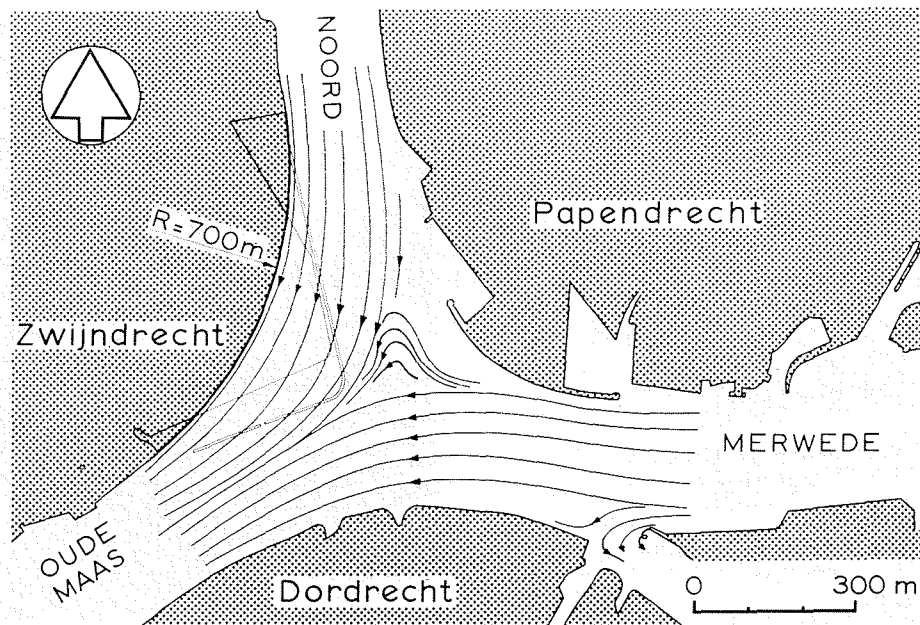 NOORD
R=700m
Papendrecht
Zwijndrecht
MERWEDE
OUDE
MAAS
Dordrecht
0 300 m